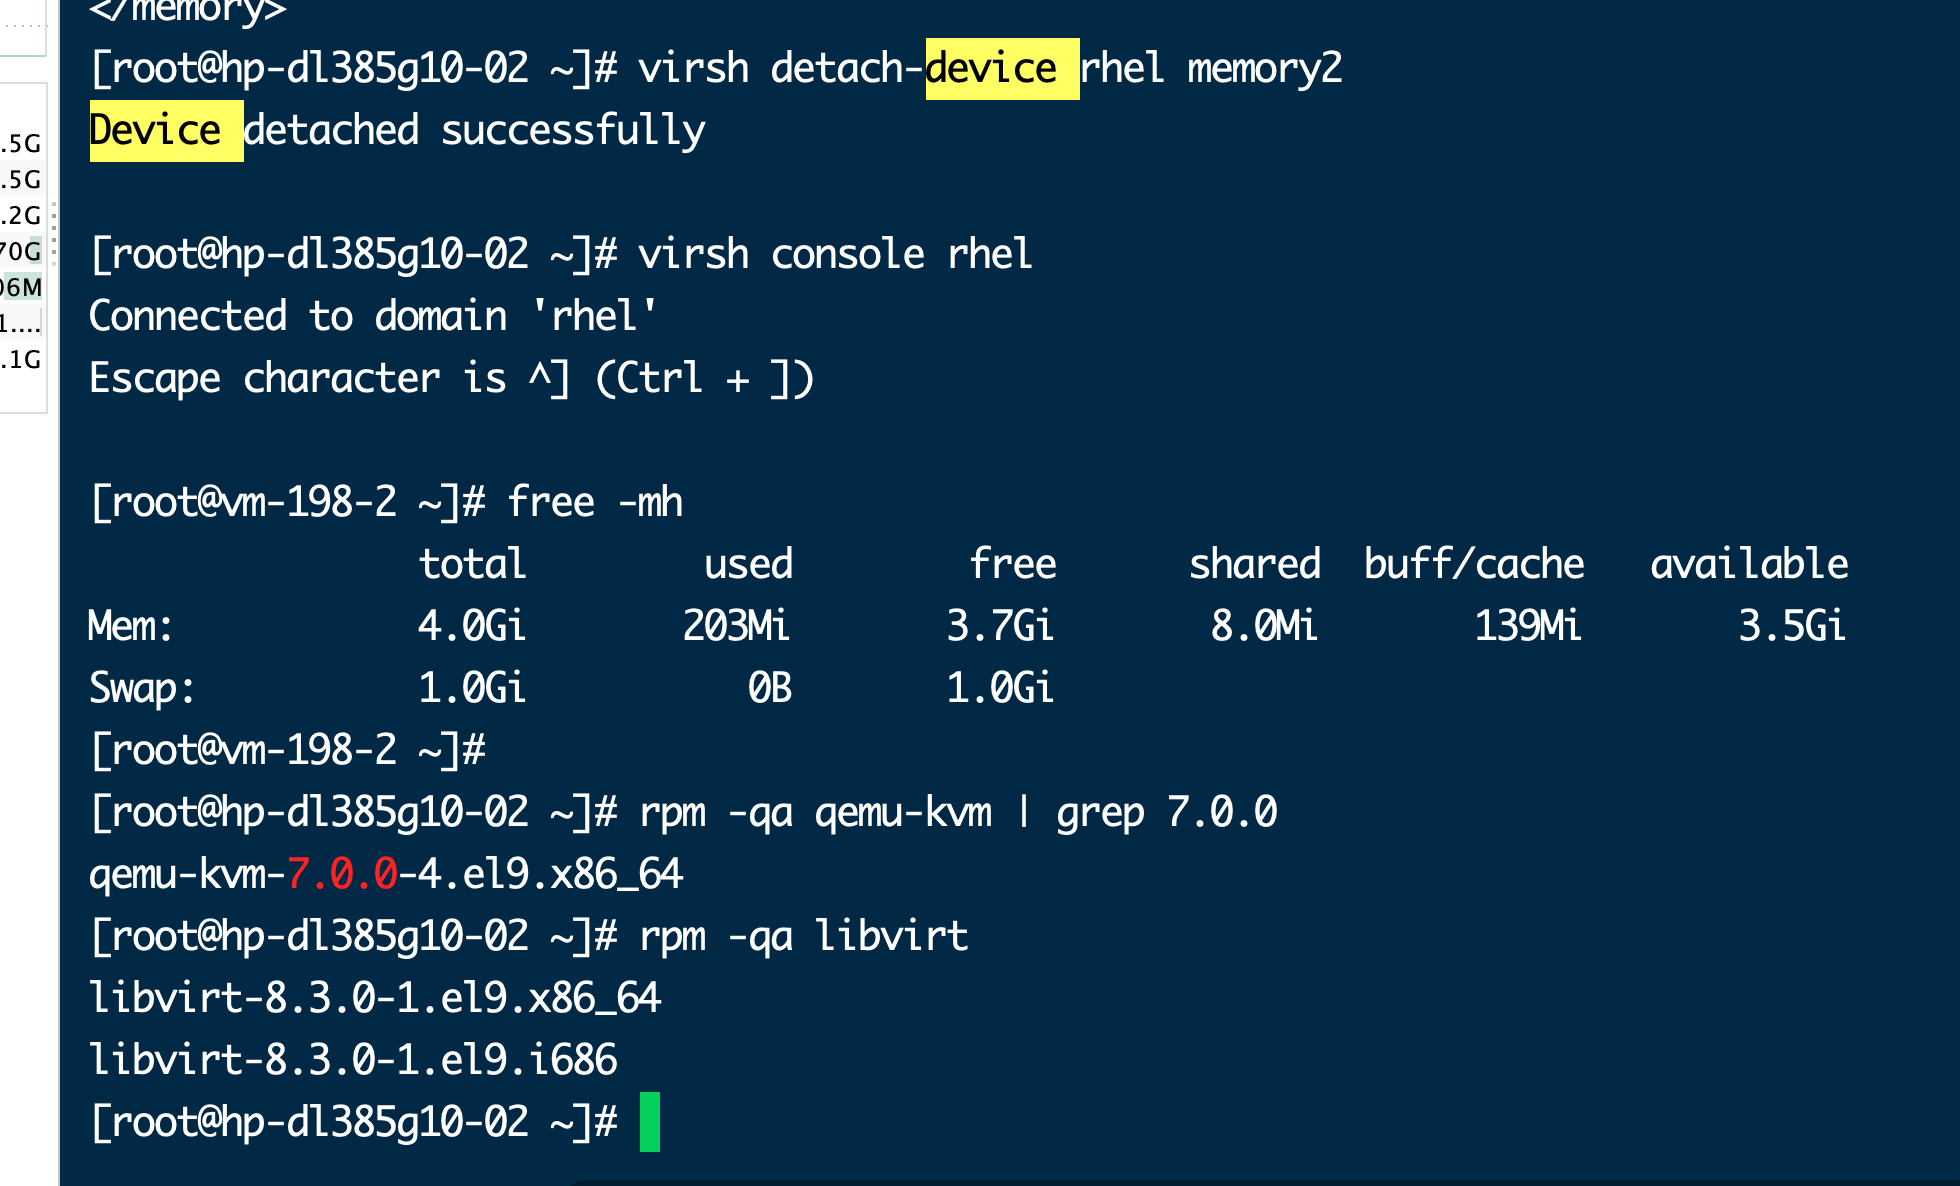 </memory>
[root@hp-dl385g10-02 ~]# virsh detach-device rhel memory2
Device detached successfully
[root@hp-dl385g10-02 ~]# virsh console rhel
Connected to domain 'rhel'
Escape character is ^] (Ctrl + ])
[root@vm-198-2 ~]# free -mh
total used free shared buff/cache available
Mem: 4.0Gi 203Mi 3.7Gi 8.0Mi 139Mi 3.5Gi
Swap: 1.0Gi 0B 1.0Gi
[root@vm-198-2 ~]#
[root@hp-dl385g10-02 ~]# rpm -qa qemu-kvm | grep 7.0.0
qemu-kvm-7.0.0-4.el9.x86_64
[root@hp-dl385g10-02 ~]# rpm -qa libvirt
libvirt-8.3.0-1.el9.x86_64
libvirt-8.3.0-1.el9.i686
[root@hp-dl385g10-02 ~]#
.5G
.5G
.2G
70G
06M
1....
.1G